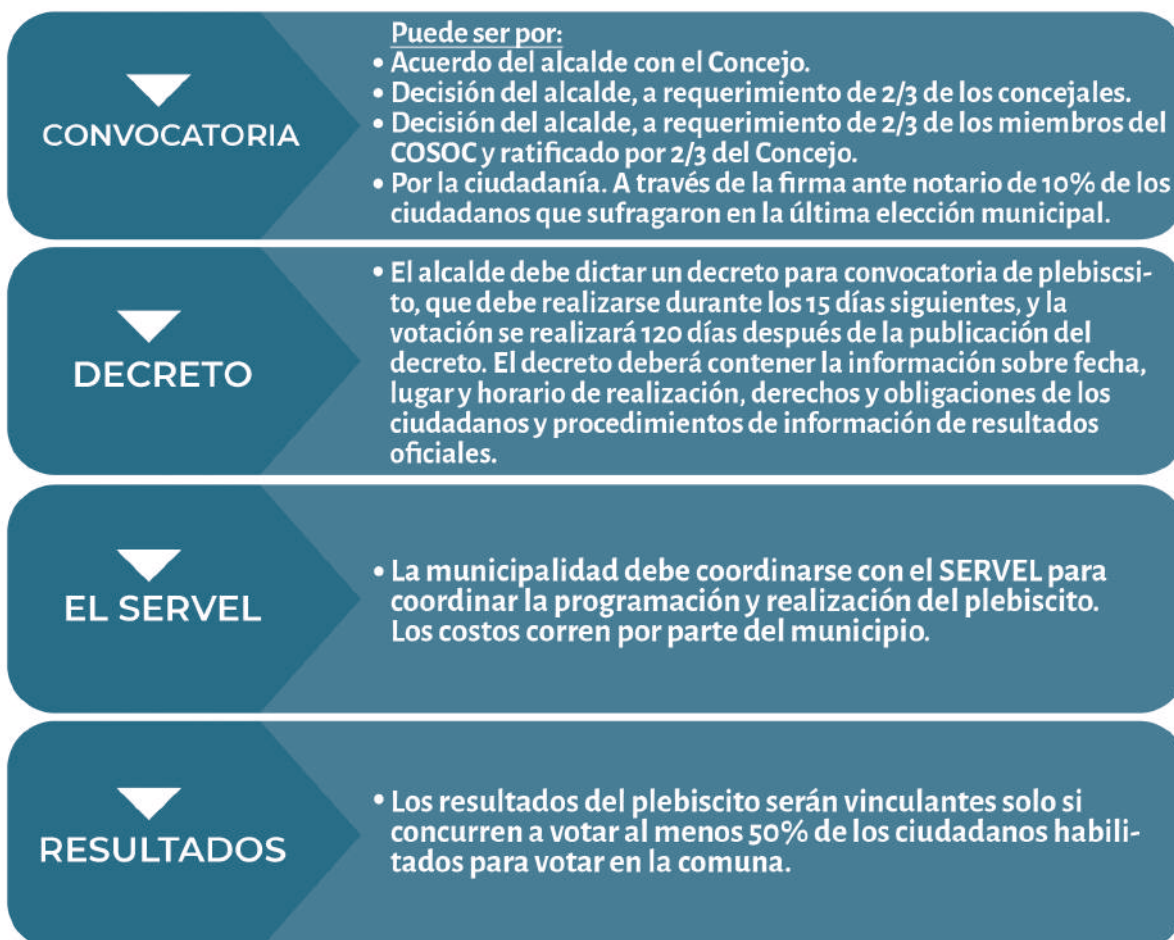 CONVOCATORIA
Puede ser por:
• Acuerdo del alcalde con el Concejo.
• Decisión del alcalde, a requerimiento de 2/3 de los concejales.
• Decisión del alcalde, a requerimiento de 2/3 de los miembros del
COSOC y ratificado por 2/3 del Concejo.
• Por la ciudadanía. A través de la firma ante notario de 10% de los
ciudadanos que sufragaron en la última elección municipal.
DECRETO
• El alcalde debe dictar un decreto para convocatoria de plebiscsi-
to, que debe realizarse durante los 15 días siguientes, y la
votación se realizará 120 días después de la publicación del
decreto. El decreto deberá contener la información sobre fecha,
lugar y horario de realización, derechos y obligaciones de los
ciudadanos y procedimientos de información de resultados
oficiales.
EL SERVEL
• La municipalidad debe coordinarse con el SERVEL para
coordinar la programación y realización del plebiscito.
Los costos corren por parte del municipio.
RESULTADOS
• Los resultados del plebiscito serán vinculantes solo si
concurren a votar al menos 50% de los ciudadanos habili-
tados para votar en la comuna.